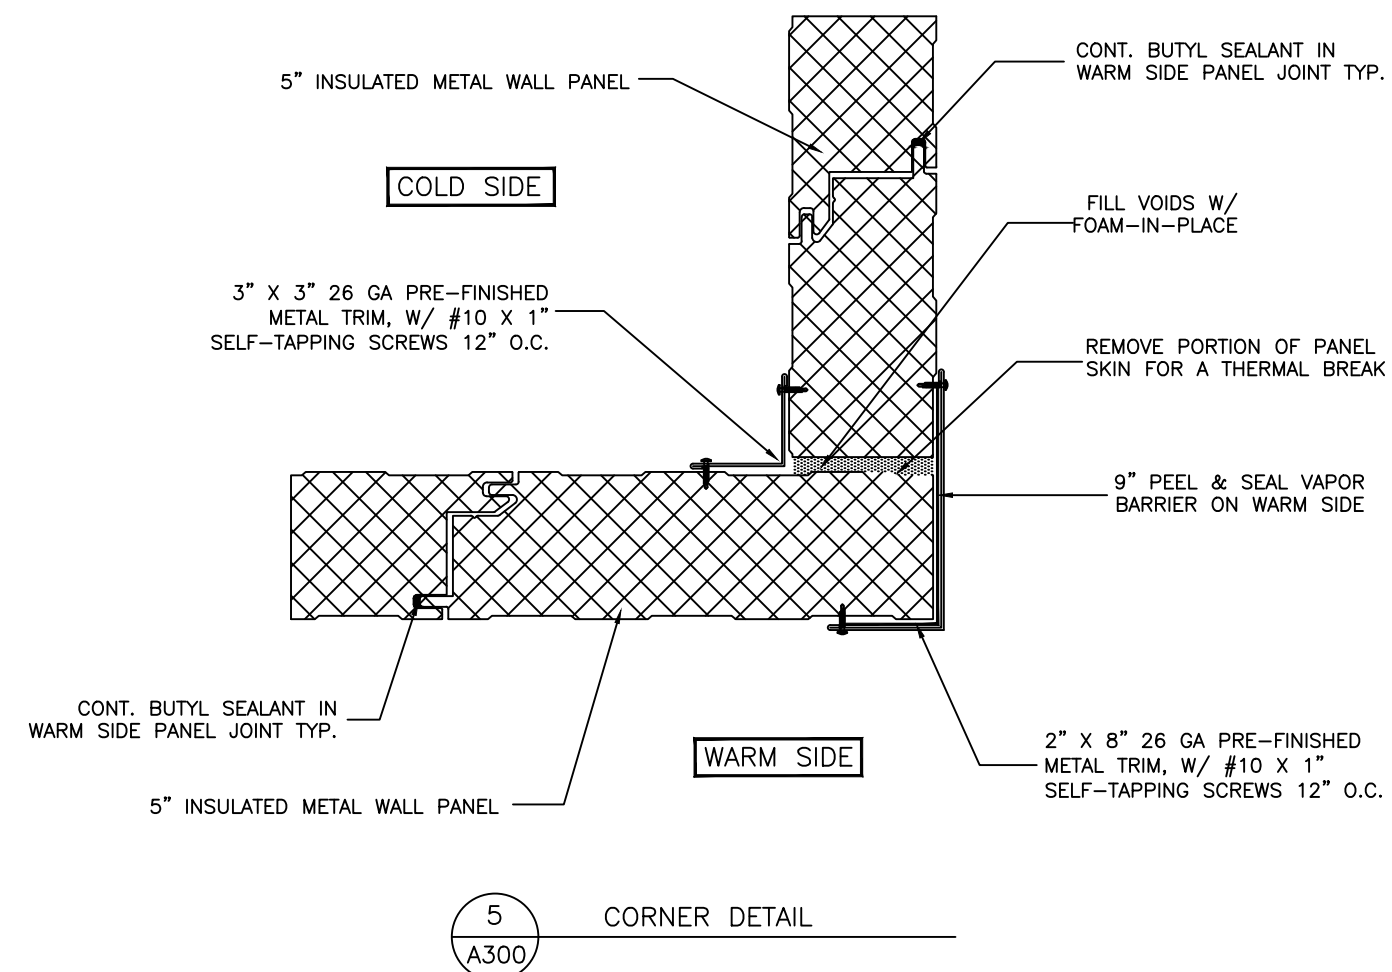 5” INSULATED METAL WALL PANEL
CONT. BUTYL SEALANT IN
WARM SIDE PANEL JOINT TYP.
COLD SIDE
FILL VOIDS W/
FOAM-IN-PLACE
3” X 3” 26 GA PRE-FINISHED
METAL TRIM, W/ #10 X 1”
SELF-TAPPING SCREWS 12” O.C.
REMOVE PORTION OF PANEL
SKIN FOR A THERMAL BREAK
9” PEEL & SEAL VAPOR
BARRIER ON WARM SIDE
CONT. BUTYL SEALANT IN
WARM SIDE PANEL JOINT TYP.
WARM SIDE
2” X 8” 26 GA PRE-FINISHED
METAL TRIM, W/ #10 X 1”
SELF-TAPPING SCREWS 12” O.C.
5” INSULATED METAL WALL PANEL
5
CORNER DETAIL
A300